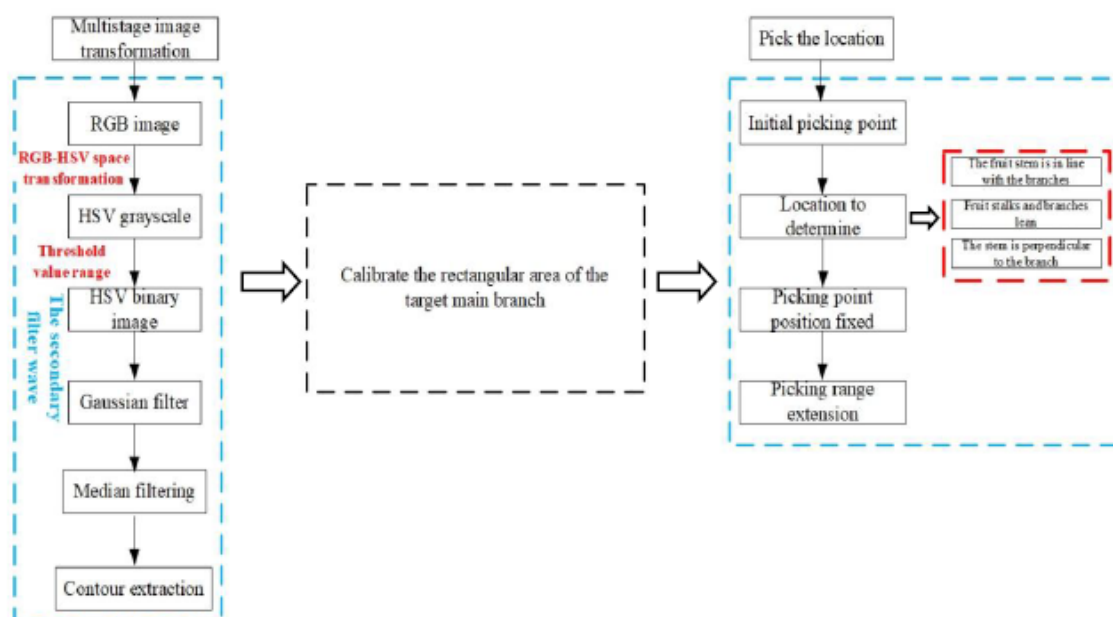 Multistage image
transformation
RGB image
RGB-HSV space
transformation
HSV grayscale
Threshold
value range
HSV binary
image
The secondary
filter wave
Gaussian filter
Median filtering
Contour extraction
Calibrate the rectangular area of the
target main branch
Pick the location
Initial picking point
Location to
determine
The fruit stem is in line
with the branches
Fruit stalks and branches
lean
The stem is perpendicular
to the branch
Picking point
position fixed
Picking range
extension